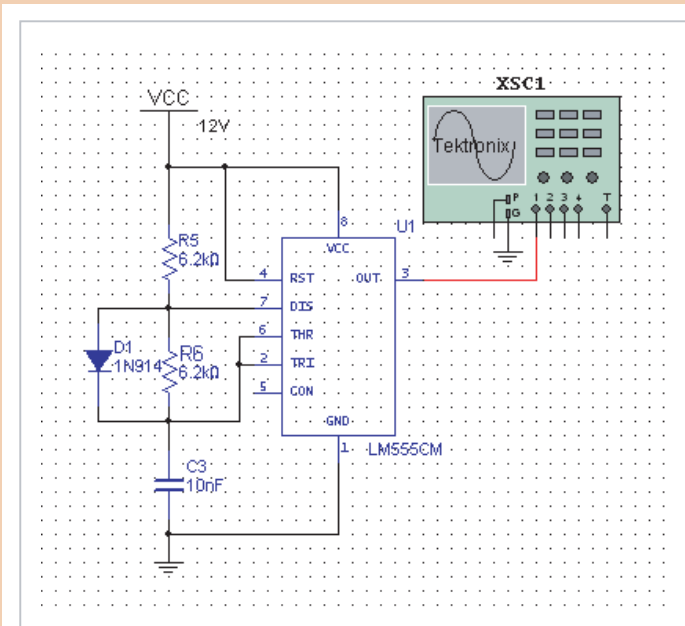 XSC1
VCC
12V
Tektronix
P
G
1 2 3 4 T
8
U1
VCC
R5
6.2kΩ
4 RST OUT 3
7 DIS
6 THR
D1
1N914
R6
6.2kΩ
2 TRI
5 CON
GND
1
LM555CM
C3
10nF